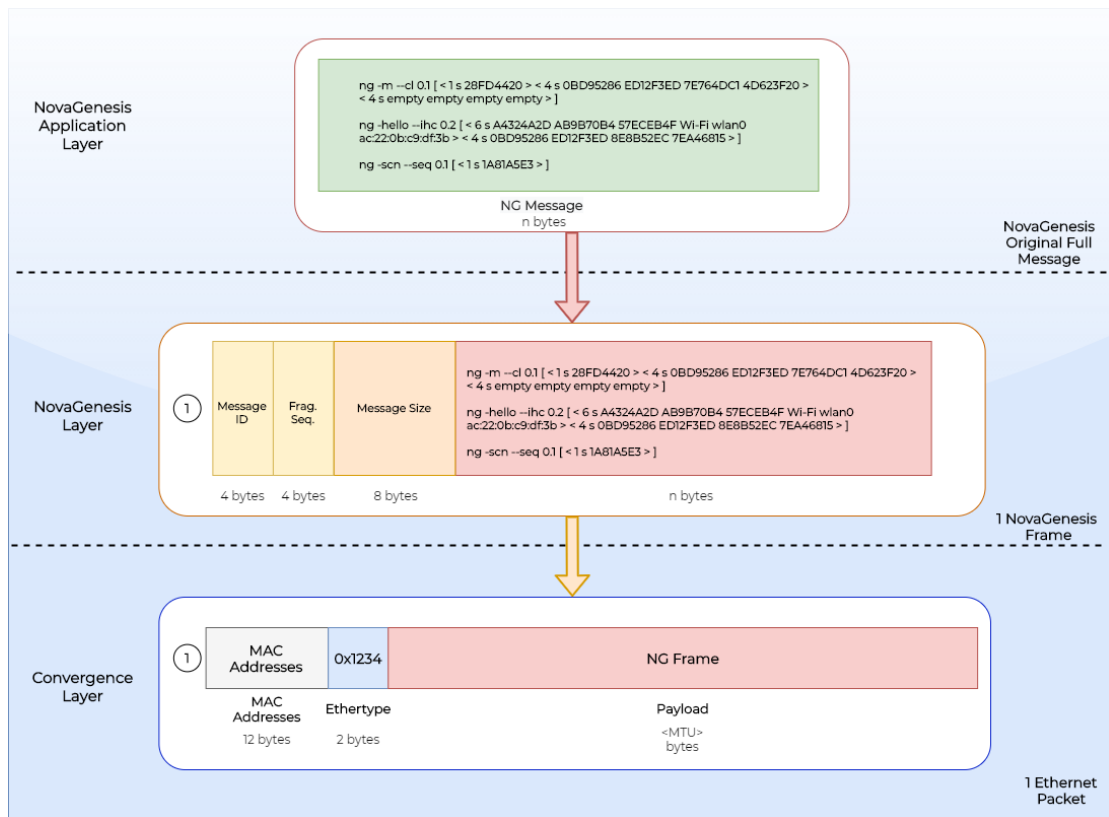 NovaGenesis
Application
Layer
ng -m --cl 0.1 [ < 1 s 28FD4420 > < 4 s 0BD95286 ED12F3ED 7E764DC1 4D623F20 >
< 4 s empty empty empty empty > ]
ng -hello --ihc 0.2 [ < 6 s A4324A2D AB9B70B4 57ECEB4F Wi-Fi wlan0
ac:22:0b:c9:df:3b > < 4 s 0BD95286 ED12F3ED 8E8B52EC 7EA46815 > ]
ng -scn --seq 0.1 [ < 1 s 1A81A5E3 > ]
NG Message
n bytes
NovaGenesis
Original Full
Message
NovaGenesis
Layer
1
Message
ID
Frag.
Seq.
Message Size
ng -m --cl 0.1 [ < 1 s 28FD4420 > < 4 s 0BD95286 ED12F3ED 7E764DC1 4D623F20 >
< 4 s empty empty empty empty > ]
ng -hello --ihc 0.2 [ < 6 s A4324A2D AB9B70B4 57ECEB4F Wi-Fi wlan0
ac:22:0b:c9:df:3b > < 4 s 0BD95286 ED12F3ED 8E8B52EC 7EA46815 > ]
ng -scn --seq 0.1 [ < 1 s 1A81A5E3 > ]
4 bytes
4 bytes
8 bytes
n bytes
1 NovaGenesis
Frame
Convergence
Layer
1
MAC
Addresses
0x1234
NG Frame
MAC
Addresses
12 bytes
Ethertype
2 bytes
Payload
<MTU>
bytes
1 Ethernet
Packet